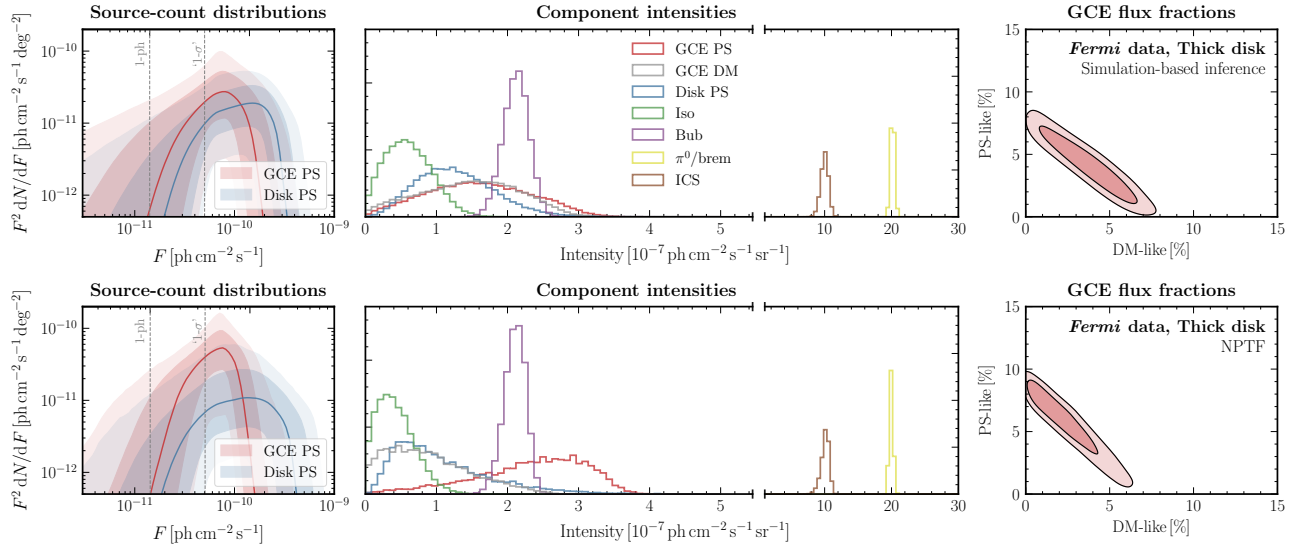 Source-count distributions
Component intensities
GCE flux fractions
F² dN/dF [ph cm⁻² s⁻¹ deg⁻²]
10⁻¹⁰
10⁻¹¹
10⁻¹²
1-ph
'1-σ'
GCE PS
Disk PS
10⁻¹¹
10⁻¹⁰
10⁻⁹
F [ph cm⁻² s⁻¹]
GCE PS
GCE DM
Disk PS
Iso
Bub
π⁰/brem
ICS
0 1 2 3 4 5
10 20 30
Intensity [10⁻⁷ ph cm⁻² s⁻¹ sr⁻¹]
Fermi data, Thick disk
Simulation-based inference
PS-like [%]
15
10
5
0
0 5 10 15
DM-like [%]
Source-count distributions
Component intensities
GCE flux fractions
F² dN/dF [ph cm⁻² s⁻¹ deg⁻²]
10⁻¹⁰
10⁻¹¹
10⁻¹²
1-ph
'1-σ'
GCE PS
Disk PS
10⁻¹¹
10⁻¹⁰
10⁻⁹
F [ph cm⁻² s⁻¹]
0 1 2 3 4 5
10 20 30
Intensity [10⁻⁷ ph cm⁻² s⁻¹ sr⁻¹]
Fermi data, Thick disk
NPTF
PS-like [%]
15
10
5
0
0 5 10 15
DM-like [%]